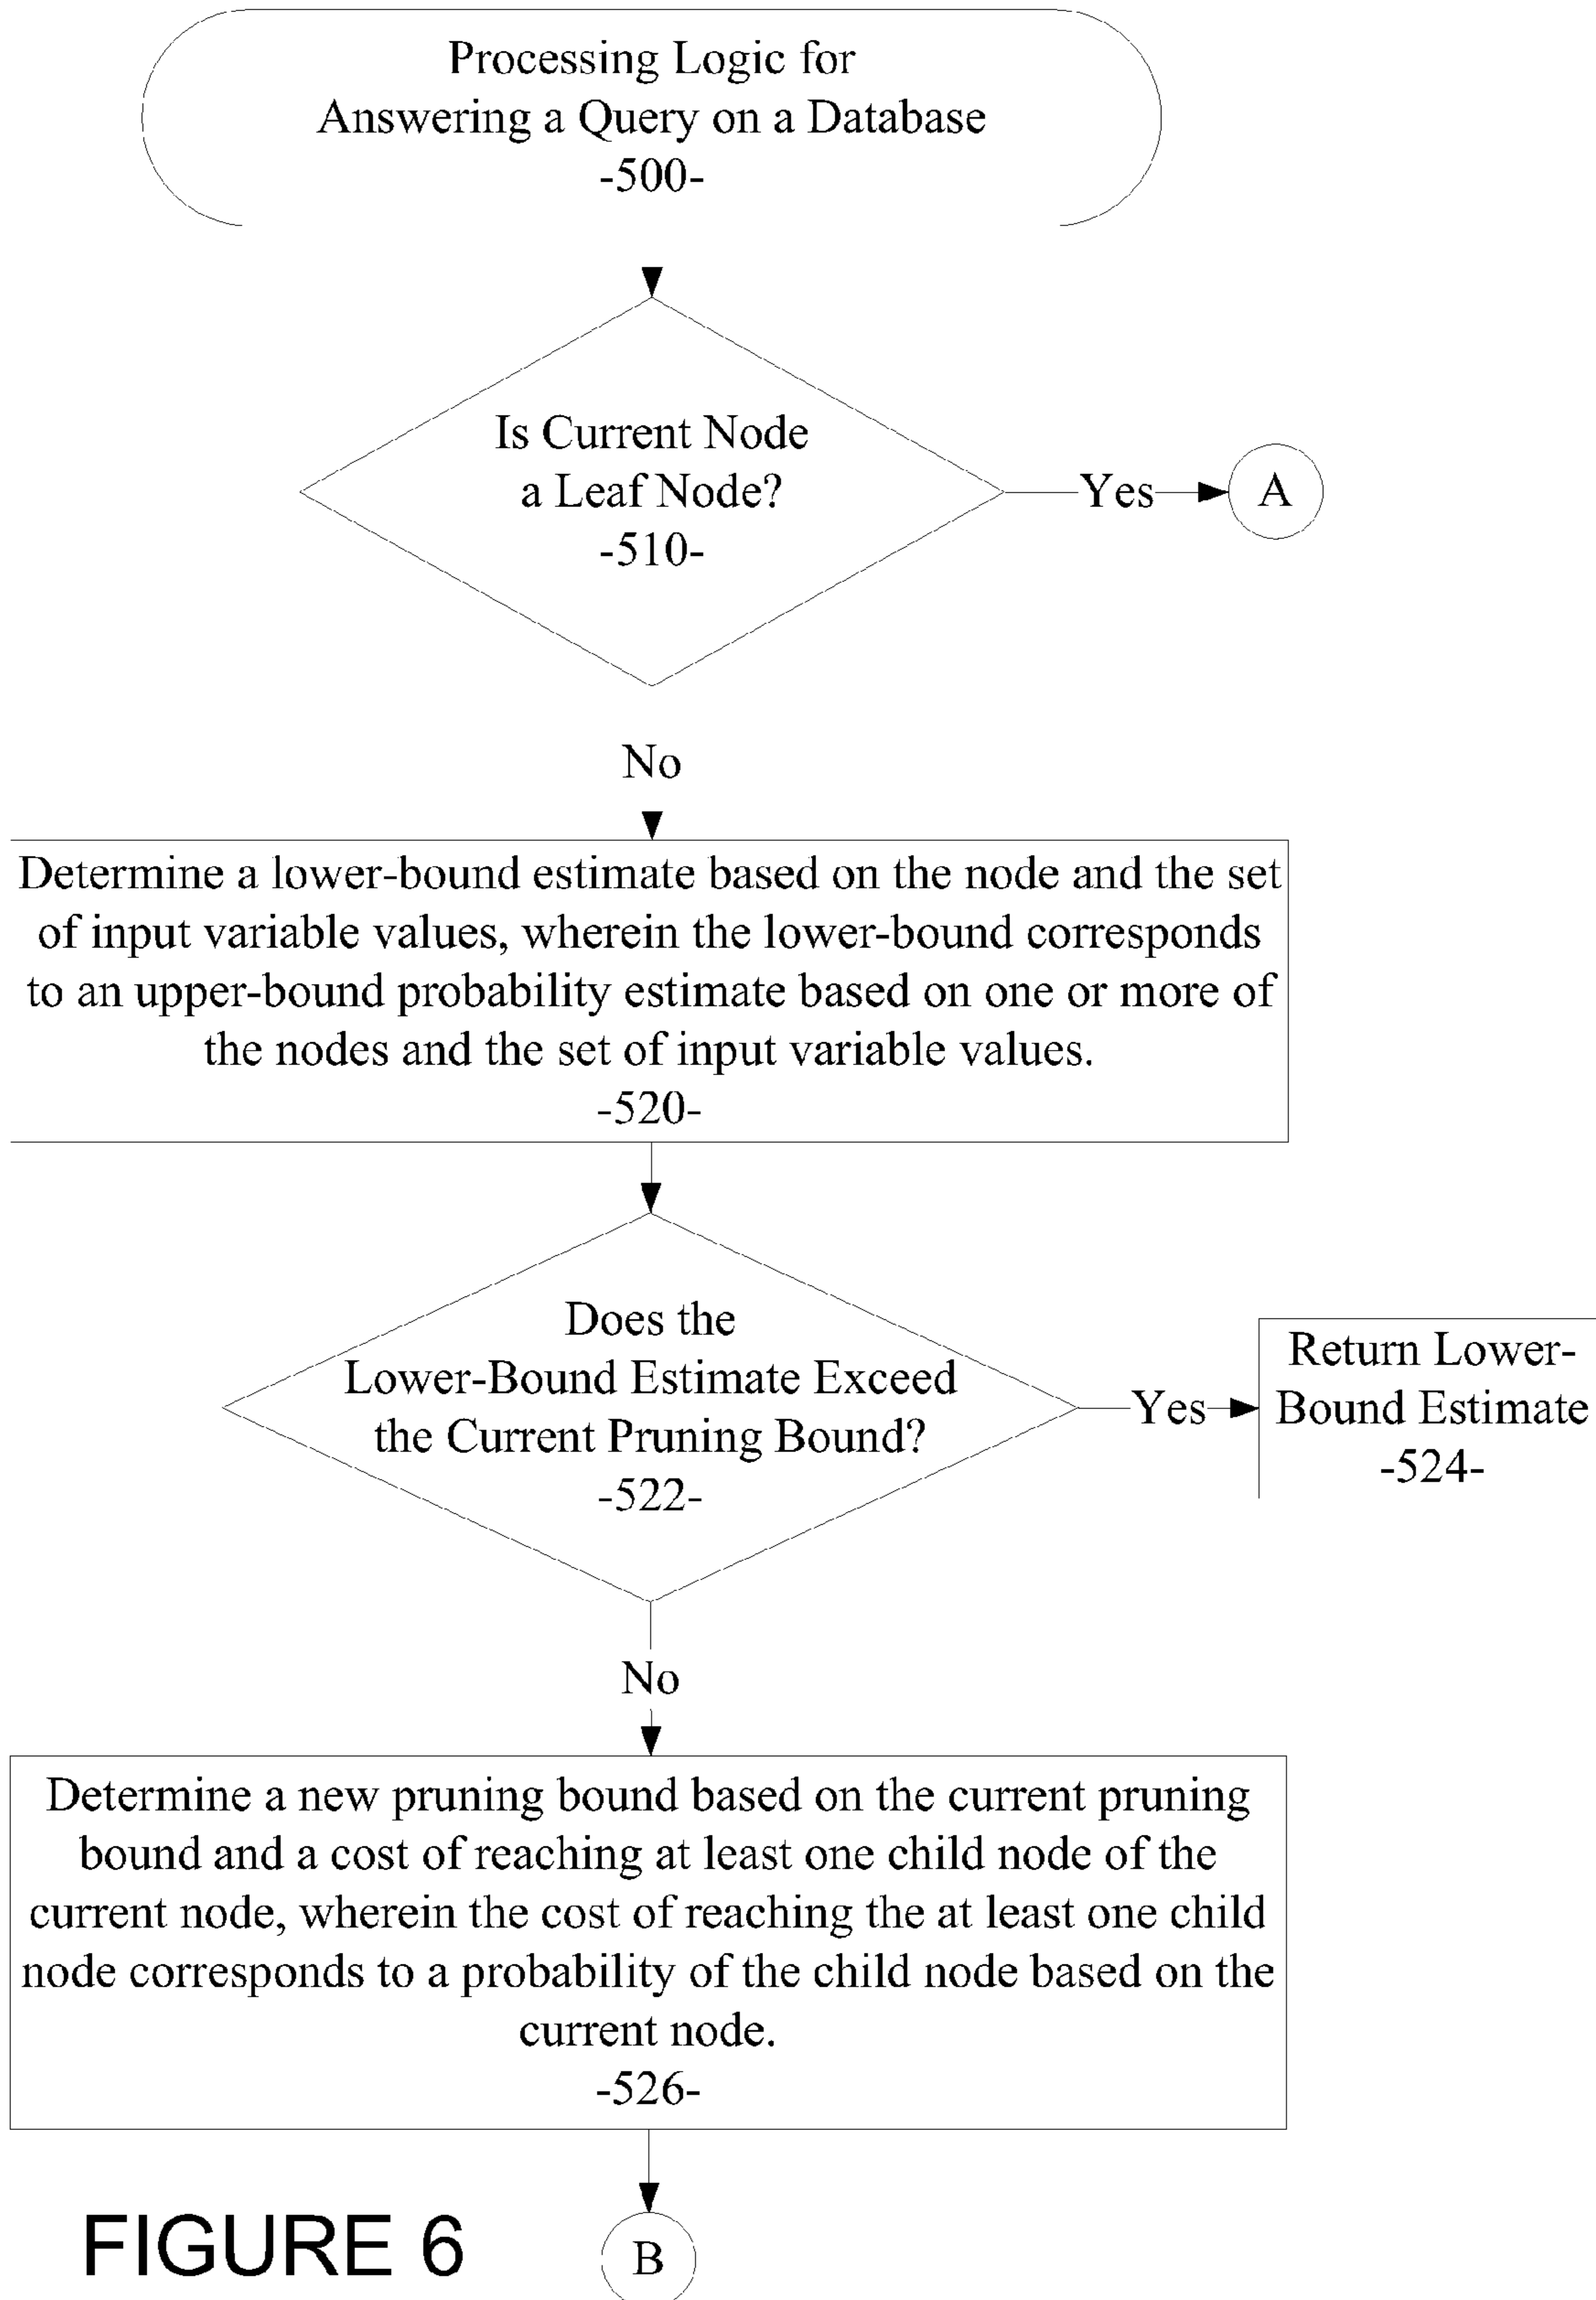 Processing Logic for
Answering a Query on a Database
-500-
Is Current Node
a Leaf Node?
-510-
Yes
A
No
Determine a lower-bound estimate based on the node and the set
of input variable values, wherein the lower-bound corresponds
to an upper-bound probability estimate based on one or more of
the nodes and the set of input variable values.
-520-
Does the
Lower-Bound Estimate Exceed
the Current Pruning Bound?
-522-
Yes
Return Lower-
Bound Estimate
-524-
No
Determine a new pruning bound based on the current pruning
bound and a cost of reaching at least one child node of the
current node, wherein the cost of reaching the at least one child
node corresponds to a probability of the child node based on the
current node.
-526-
B
FIGURE 6